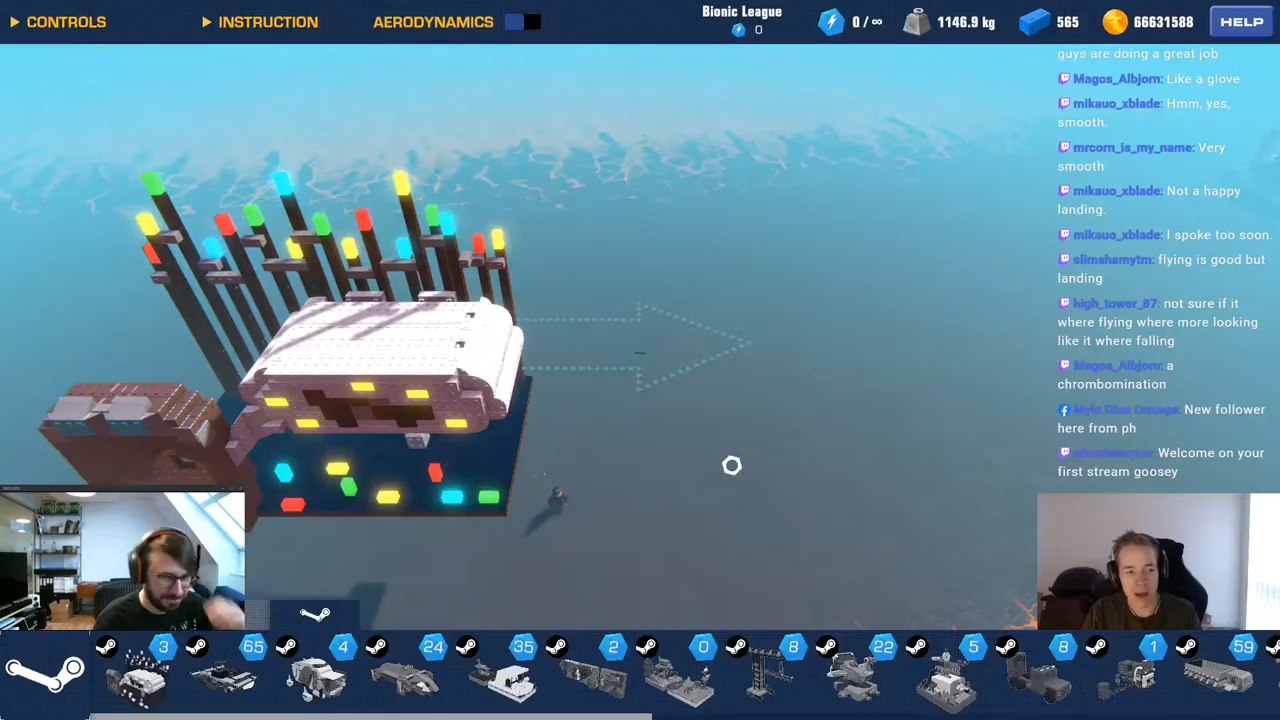 CONTROLS
INSTRUCTION
AERODYNAMICS
Bionic League
0
0 / ∞
1146.9 kg
565
66631588
HELP
guys are doing a great job
Magos_Albjorn: Like a glove
mikauo_xblade: Hmm, yes,
smooth.
mrcorn_is_my_name: Very
smooth
mikauo_xblade: Not a happy
landing.
mikauo_xblade: I spoke too soon.
slimshamytm: flying is good but
landing
high_tower_87: not sure if it
where flying where more looking
like it where falling
Magos_Albjorn: a
chrombomination
New follower
here from ph
Welcome on your
first stream goosey
3
65
4
24
35
2
0
8
22
5
8
1
59